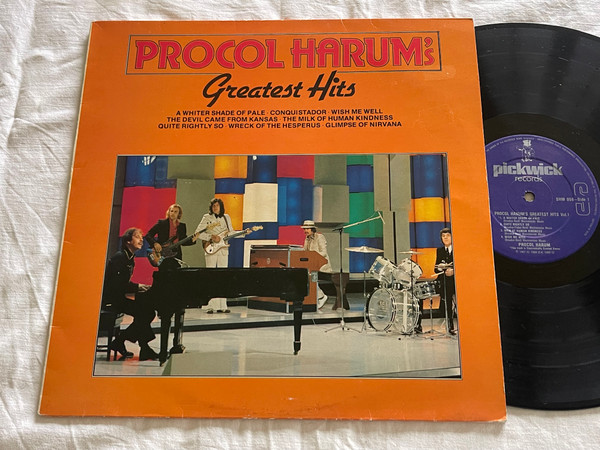 PROCOL HARUM's
Greatest Hits
A WHITER SHADE OF PALE · CONQUISTADOR · WISH ME WELL
THE DEVIL CAME FROM KANSAS · THE MILK OF HUMAN KINDNESS
QUITE RIGHTLY SO · WRECK OF THE HESPERUS · GLIMPSE OF NIRVANA
pickwick
records
S
PROCOL HARUM'S GREATEST HITS Vol 1
PROCOL HARUM